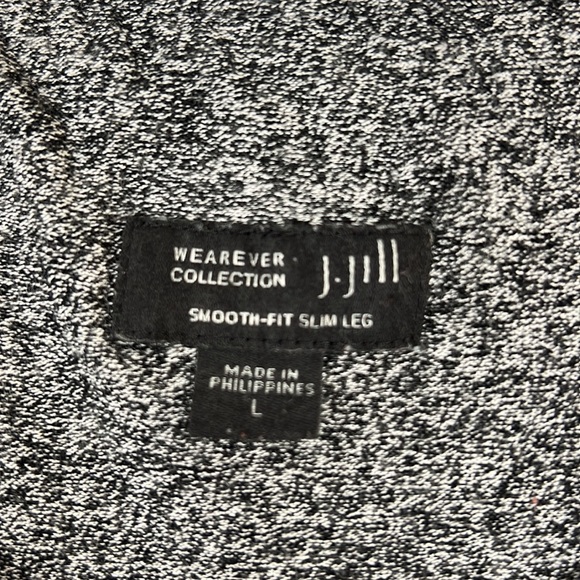 WEAREVER
COLLECTION
J.Jill
SMOOTH-FIT SLIM LEG
MADE IN
PHILIPPINES
L